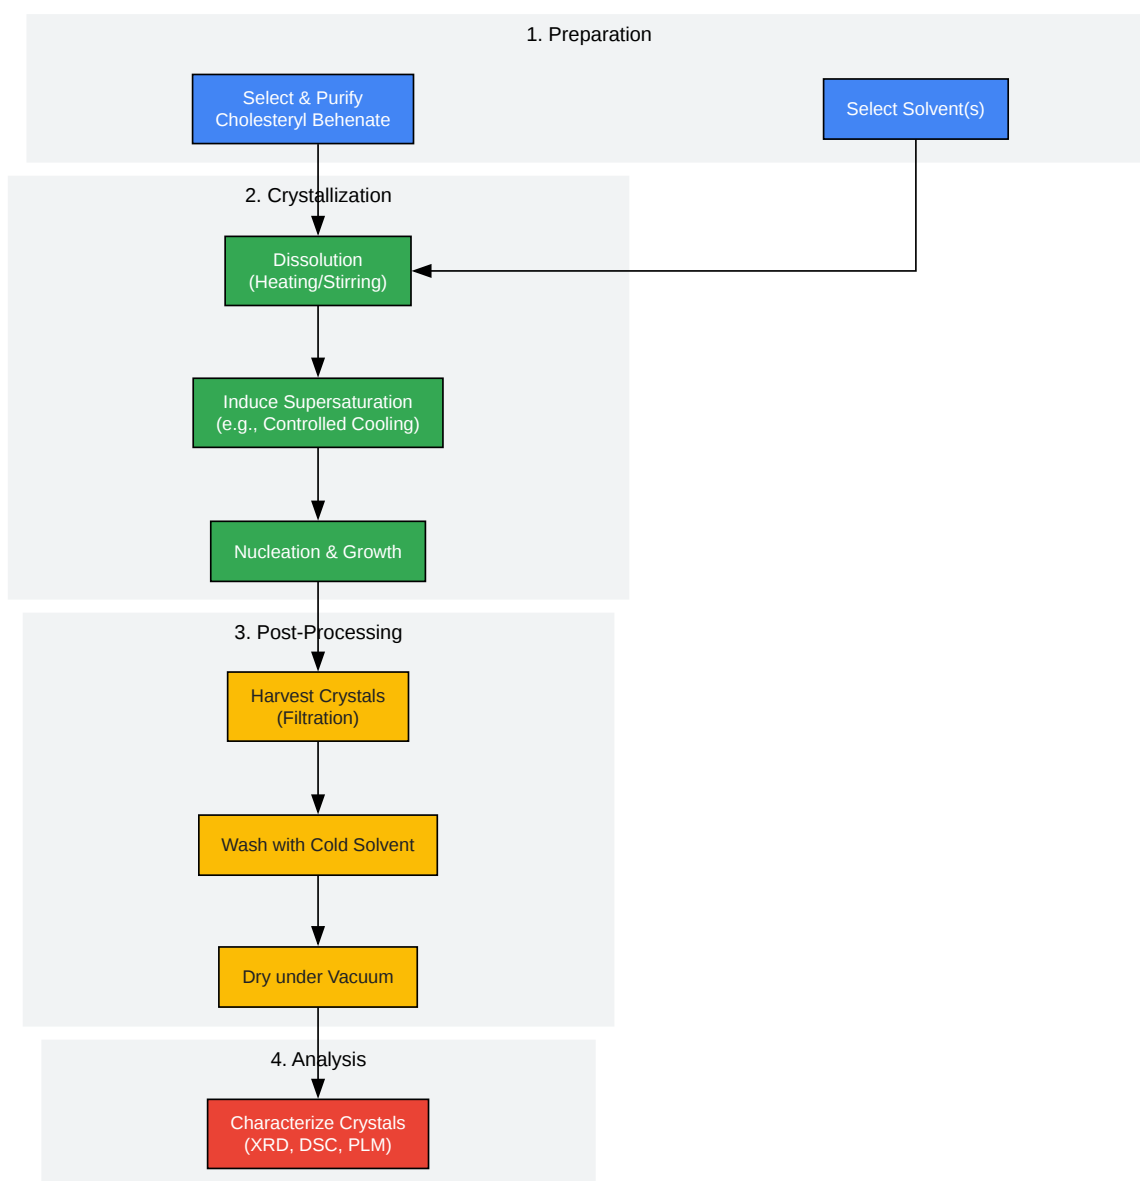 1. Preparation
Select & Purify
Cholesteryl Behenate
Select Solvent(s)
2. Crystallization
Dissolution
(Heating/Stirring)
Induce Supersaturation
(e.g., Controlled Cooling)
Nucleation & Growth
3. Post-Processing
Harvest Crystals
(Filtration)
Wash with Cold Solvent
Dry under Vacuum
4. Analysis
Characterize Crystals
(XRD, DSC, PLM)